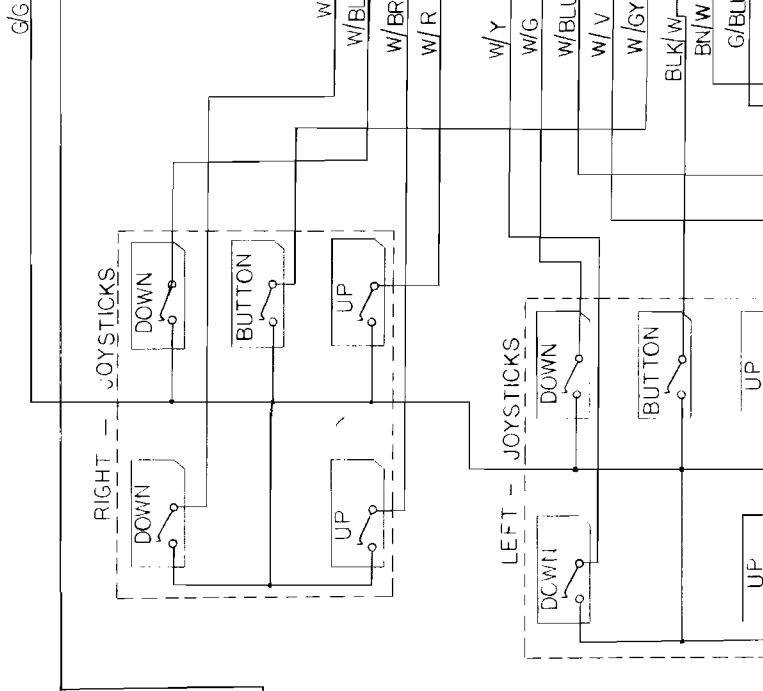 G/G
W
W/BL
W/BR
W/R
W/Y
W/G
W/BLU
W/V
W/GY
BLK/W
BN/W
G/BLU
RIGHT - JOYSTICKS
DOWN
BUTTON
UP
DOWN
UP
LEFT - JOYSTICKS
DOWN
BUTTON
UP
DOWN
UP